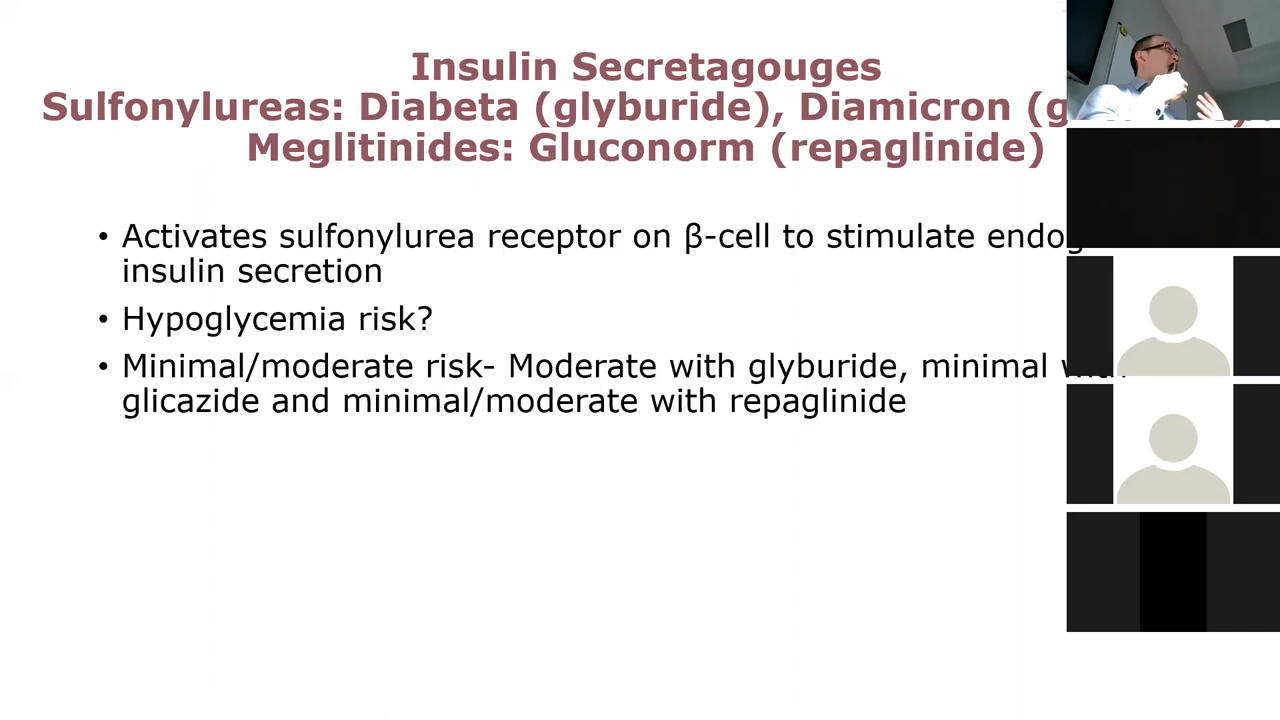 Insulin Secretagouges
Sulfonylureas: Diabeta (glyburide), Diamicron
Meglitinides: Gluconorm (repaglinide)
• Activates sulfonylurea receptor on β-cell to stimulate
insulin secretion
• Hypoglycemia risk?
• Minimal/moderate risk- Moderate with glyburide, minimal
glicazide and minimal/moderate with repaglinide